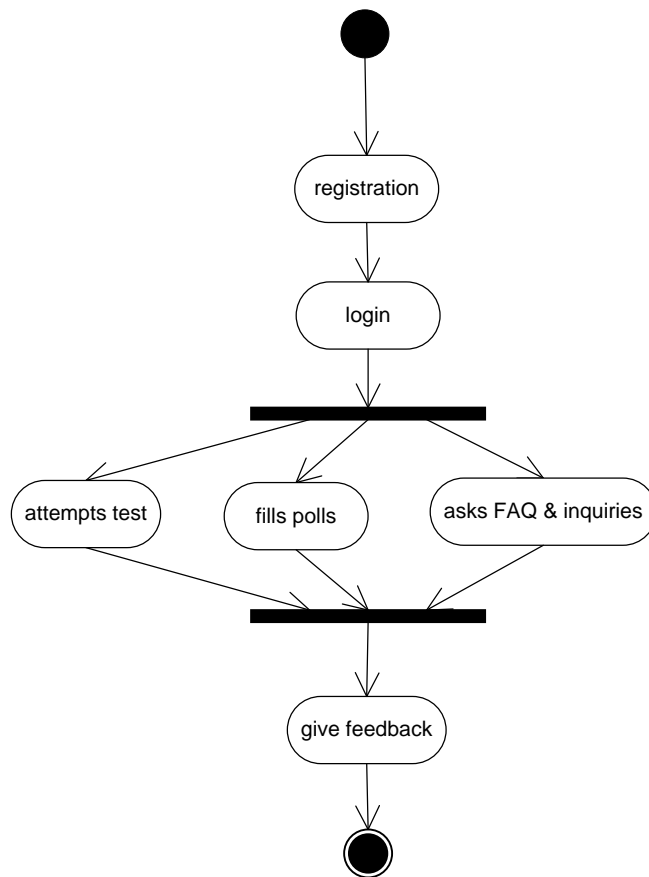 registration
login
attempts test
fills polls
asks FAQ & inquiries
give feedback